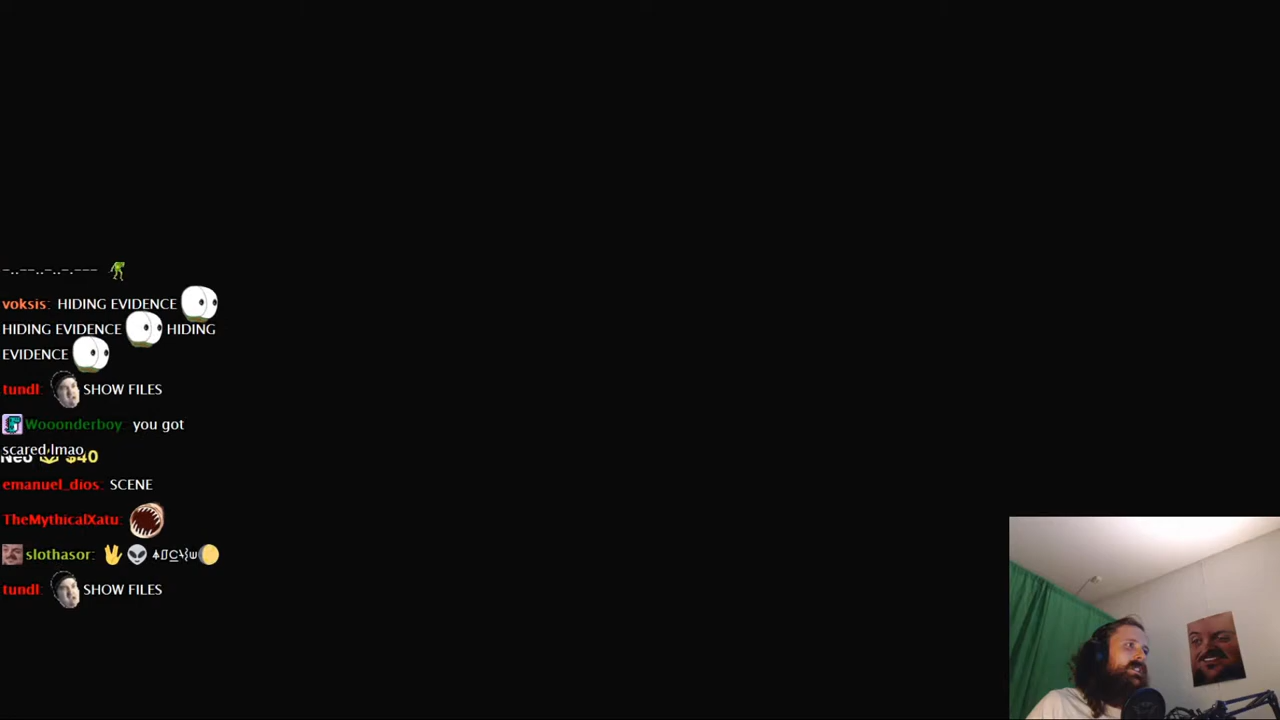 -..--..-..-.---
voksis: HIDING EVIDENCE
HIDING EVIDENCE HIDING
EVIDENCE
tundl: SHOW FILES
Wooonderboy: you got
scared lmao
Neo $40
emanuel_dios: SCENE
TheMythicalXatu:
slothasor:
tundl: SHOW FILES